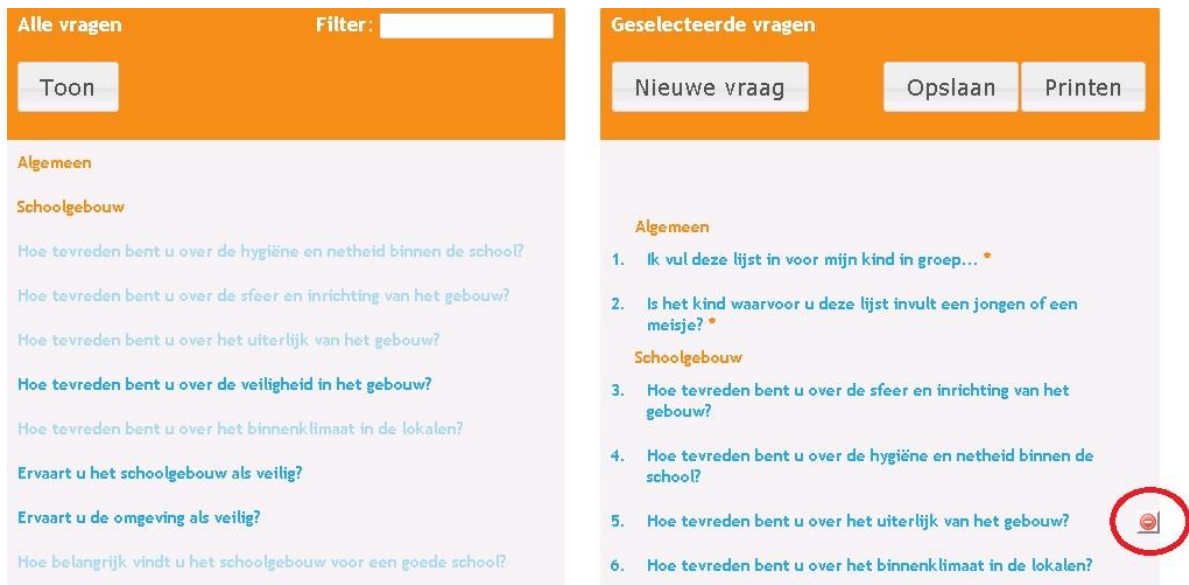 Alle vragen
Filter:
Toon
Algemeen
Schoolgebouw
Hoe tevreden bent u over de hygiëne en netheid binnen de school?
Hoe tevreden bent u over de sfeer en inrichting van het gebouw?
Hoe tevreden bent u over het uiterlijk van het gebouw?
Hoe tevreden bent u over de veiligheid in het gebouw?
Hoe tevreden bent u over het binnenklimaat in de lokalen?
Ervaart u het schoolgebouw als veilig?
Ervaart u de omgeving als veilig?
Hoe belangrijk vindt u het schoolgebouw voor een goede school?
Geselecteerde vragen
Nieuwe vraag
Opslaan
Printen
Algemeen
1. Ik vul deze lijst in voor mijn kind in groep... *
2. Is het kind waarvoor u deze lijst invult een jongen of een
meisje? *
Schoolgebouw
3. Hoe tevreden bent u over de sfeer en inrichting van het
gebouw?
4. Hoe tevreden bent u over de hygiëne en netheid binnen de
school?
5. Hoe tevreden bent u over het uiterlijk van het gebouw?
6. Hoe tevreden bent u over het binnenklimaat in de lokalen?